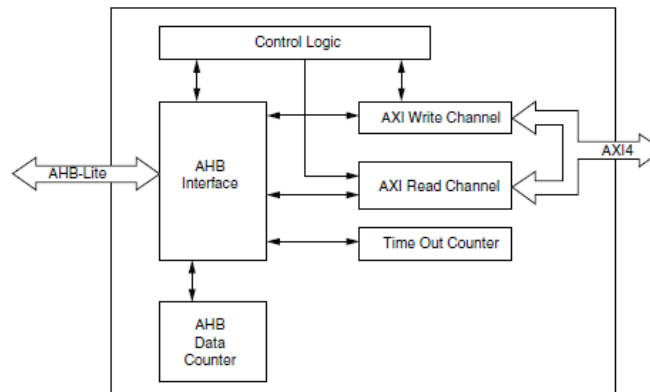 Control Logic
AXI Write Channel
AHB
Interface
AHB-Lite
AXI4
AXI Read Channel
Time Out Counter
AHB
Data
Counter